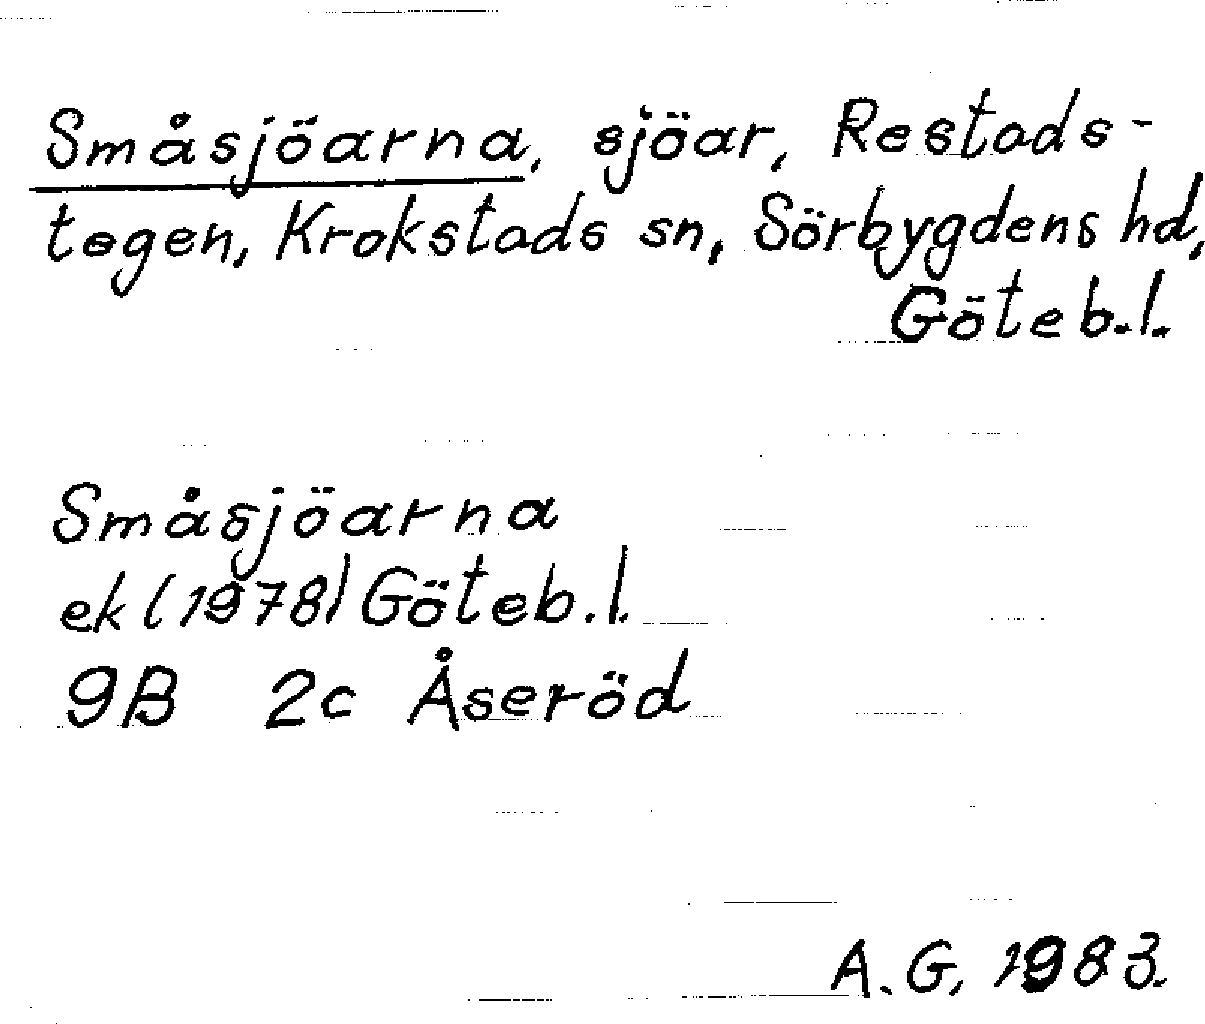 Småsjöarna, sjöar, Restads-
tegen, Krokstads sn, Sörbygdens hd,
Göteb.l.
Småsjöarna
ek (1978) Göteb.l.
9B 2c Åseröd
A.G, 1983.